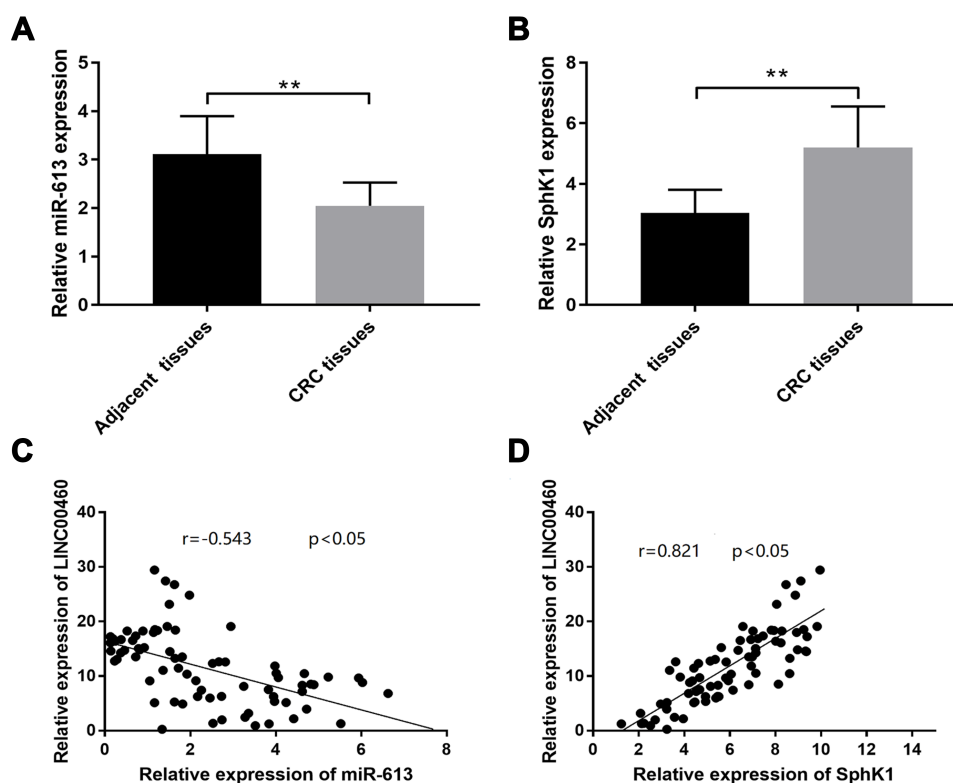 A
Relative miR-613 expression
5
4
3
2
1
0
**
Adjacent tissues
CRC tissues
B
Relative SphK1 expression
8
6
4
2
0
**
Adjacent tissues
CRC tissues
C
Relative expression of LINC00460
40
30
20
10
0
r=-0.543
p<0.05
0
2
4
6
8
Relative expression of miR-613
D
Relative expression of LINC00460
40
30
20
10
0
r=0.821
p<0.05
0
2
4
6
8
10
12
14
Relative expression of SphK1